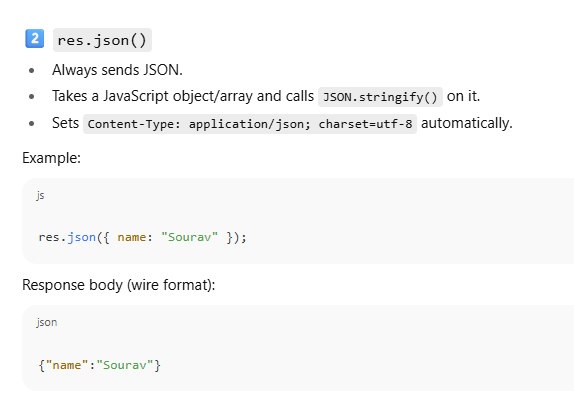 2 res.json()
• Always sends JSON.
• Takes a JavaScript object/array and calls JSON.stringify() on it.
• Sets Content-Type: application/json; charset=utf-8 automatically.
Example:
js
res.json({ name: "Sourav" });
Response body (wire format):
json
{"name":"Sourav"}